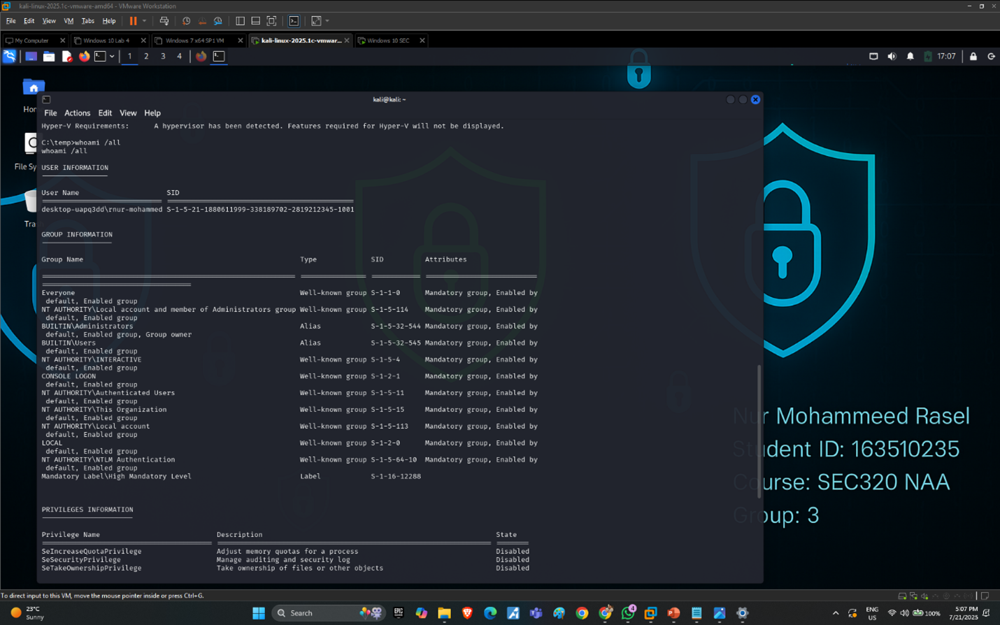 kali-linux-2025.1c-vmware-amd64 - VMware Workstation
File Edit View VM Tabs Help
My Computer Windows 10 Lab 4 Windows 7 x64 SP1 VM kali-linux-2025.1c-vmwar... Windows 10 SEC
1 2 3 4 17:07
kali@kali: ~
File Actions Edit View Help
Hyper-V Requirements: A hypervisor has been detected. Features required for Hyper-V will not be displayed.
C:\temp>whoami /all
whoami /all
USER INFORMATION
User Name SID
desktop-uapq3dd\rnur-mohammed S-1-5-21-1880611999-338189702-2819212345-1001
GROUP INFORMATION
Group Name Type SID Attributes
Everyone Well-known group S-1-1-0 Mandatory group, Enabled by
default, Enabled group
NT AUTHORITY\Local account and member of Administrators group Well-known group S-1-5-114 Mandatory group, Enabled by
default, Enabled group
BUILTIN\Administrators Alias S-1-5-32-544 Mandatory group, Enabled by
default, Enabled group, Group owner
BUILTIN\Users Alias S-1-5-32-545 Mandatory group, Enabled by
default, Enabled group
NT AUTHORITY\INTERACTIVE Well-known group S-1-5-4 Mandatory group, Enabled by
default, Enabled group
CONSOLE LOGON Well-known group S-1-2-1 Mandatory group, Enabled by
default, Enabled group
NT AUTHORITY\Authenticated Users Well-known group S-1-5-11 Mandatory group, Enabled by
default, Enabled group
NT AUTHORITY\This Organization Well-known group S-1-5-15 Mandatory group, Enabled by
default, Enabled group
NT AUTHORITY\Local account Well-known group S-1-5-113 Mandatory group, Enabled by
default, Enabled group
LOCAL Well-known group S-1-2-0 Mandatory group, Enabled by
default, Enabled group
NT AUTHORITY\NTLM Authentication Well-known group S-1-5-64-10 Mandatory group, Enabled by
default, Enabled group
Mandatory Label\High Mandatory Level Label S-1-16-12288
PRIVILEGES INFORMATION
Privilege Name Description State
SeIncreaseQuotaPrivilege Adjust memory quotas for a process Disabled
SeSecurityPrivilege Manage auditing and security log Disabled
SeTakeOwnershipPrivilege Take ownership of files or other objects Disabled
Hom
File Sy
Tra
Nur Mohammeed Rasel
Student ID: 163510235
Course: SEC320 NAA
Group: 3
To direct input to this VM, move the mouse pointer inside or press Ctrl+G.
23°C
Sunny
Search
EPIC
GAMES
4
ENG
US
100%
5:07 PM
7/21/2025